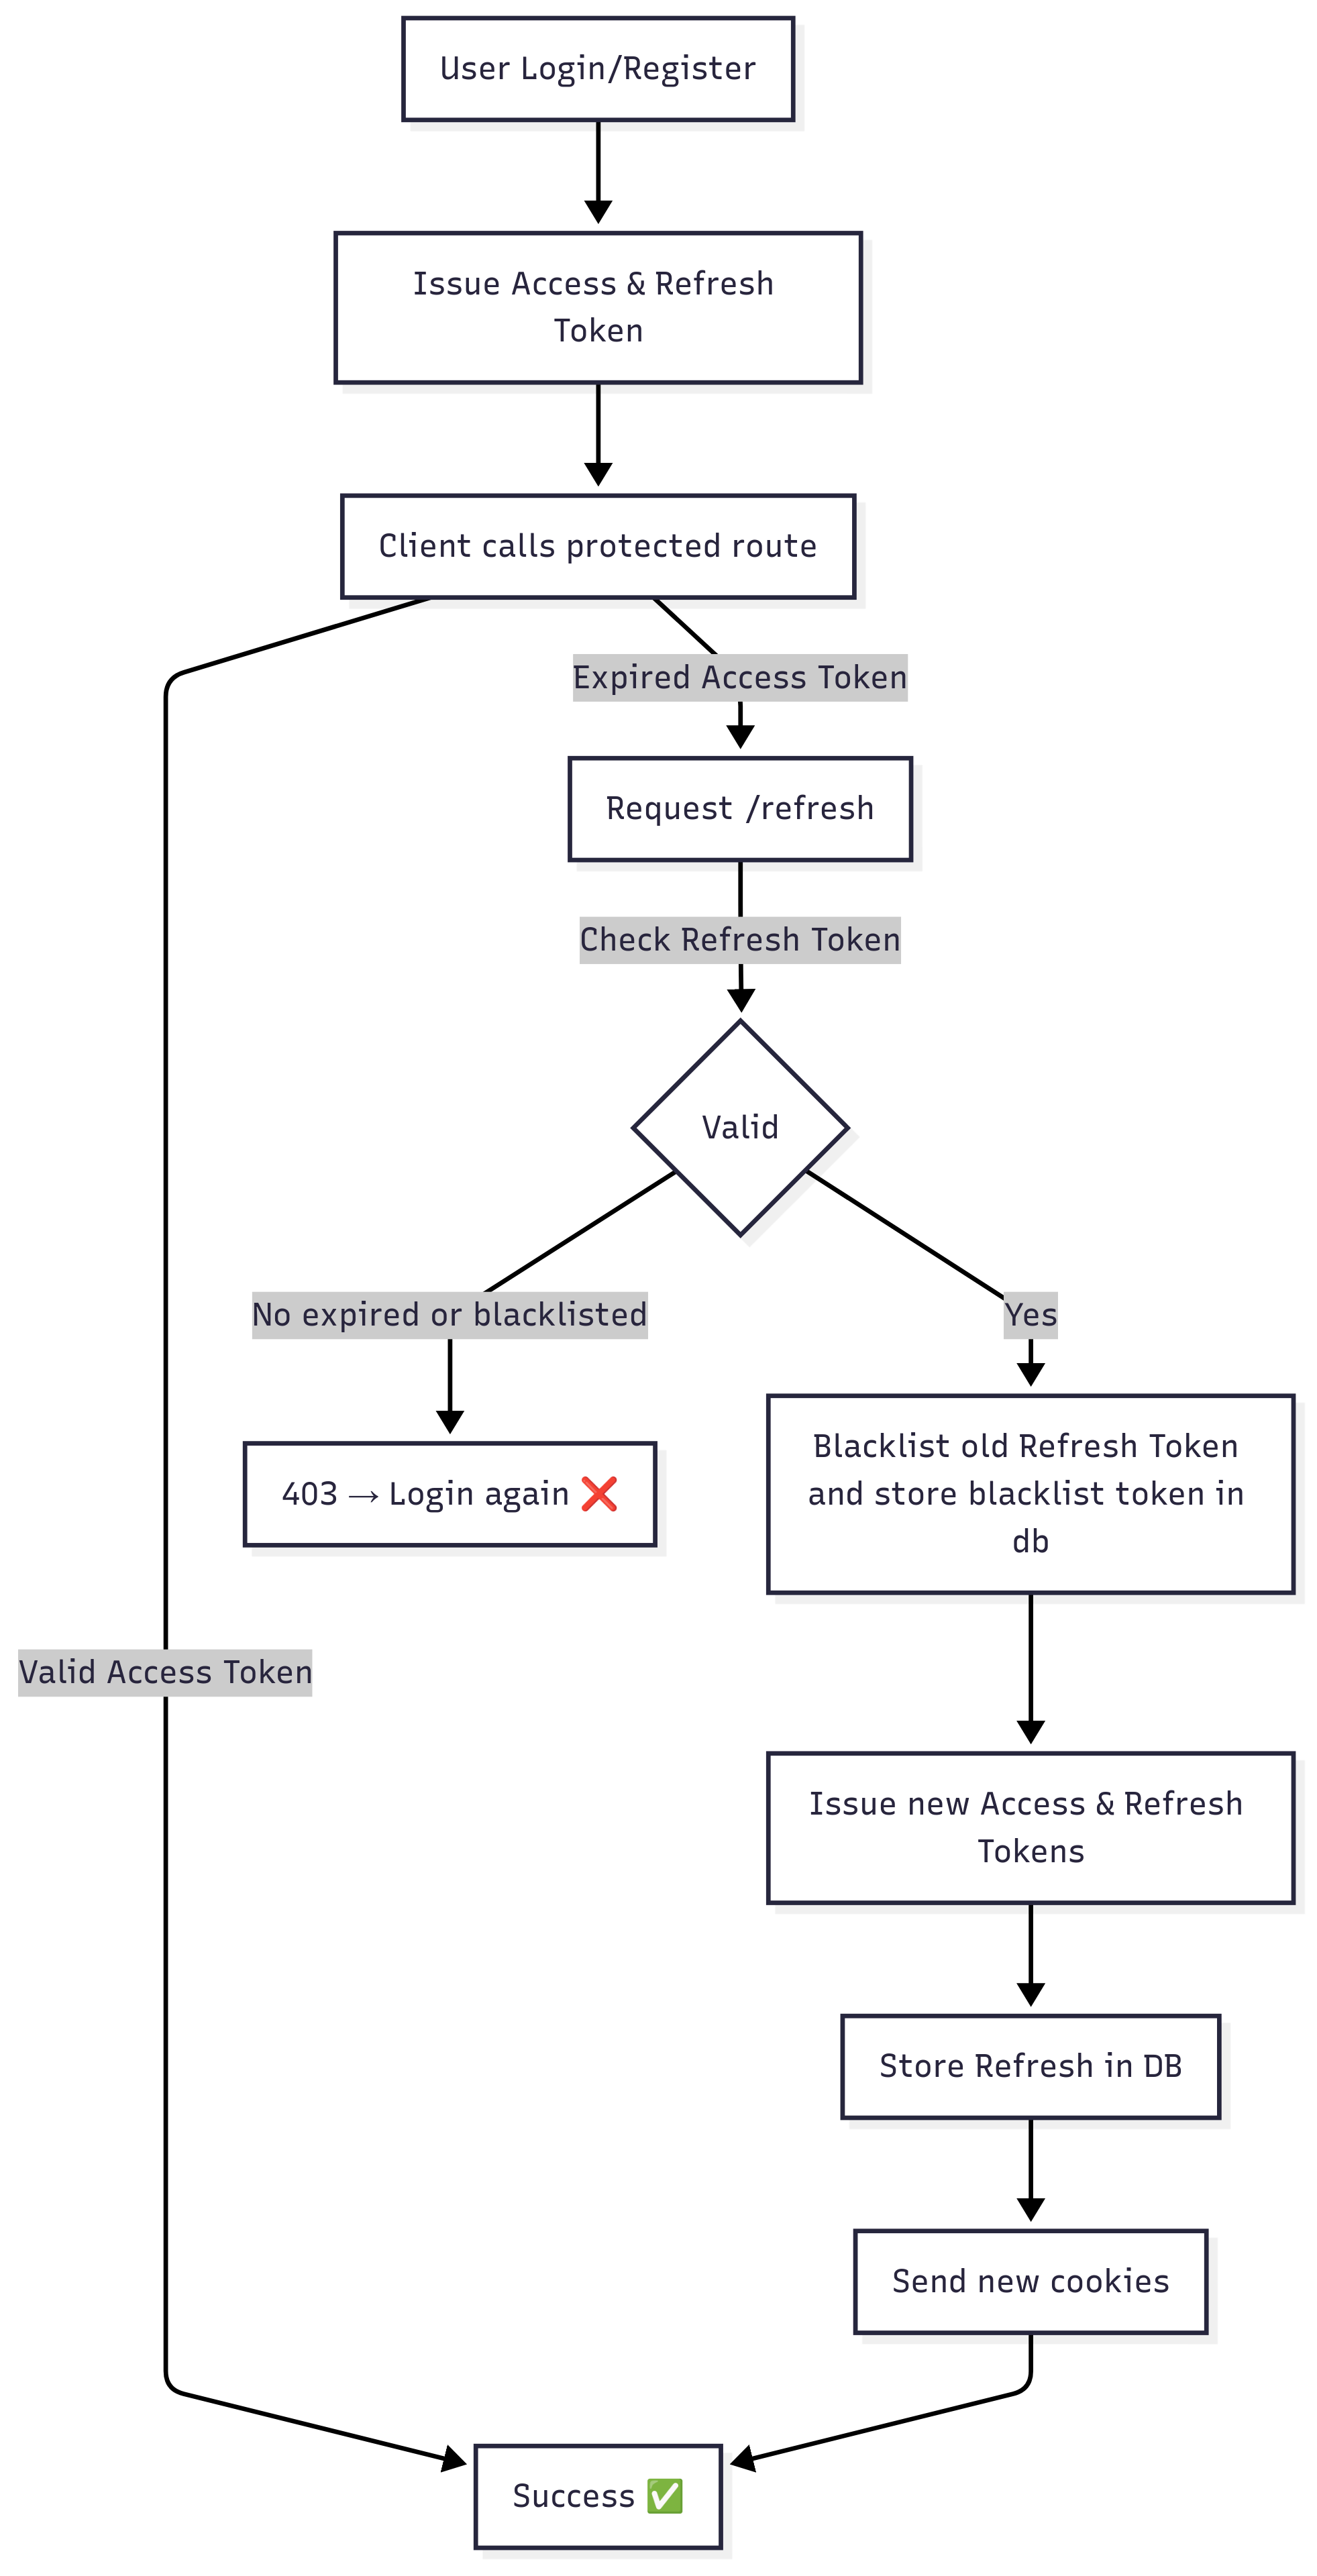 User Login/Register
Issue Access & Refresh
Token
Client calls protected route
Expired Access Token
Request /refresh
Check Refresh Token
Valid
No expired or blacklisted
Yes
Blacklist old Refresh Token
and store blacklist token in
db
403 → Login again ❌
Valid Access Token
Issue new Access & Refresh
Tokens
Store Refresh in DB
Send new cookies
Success ✅